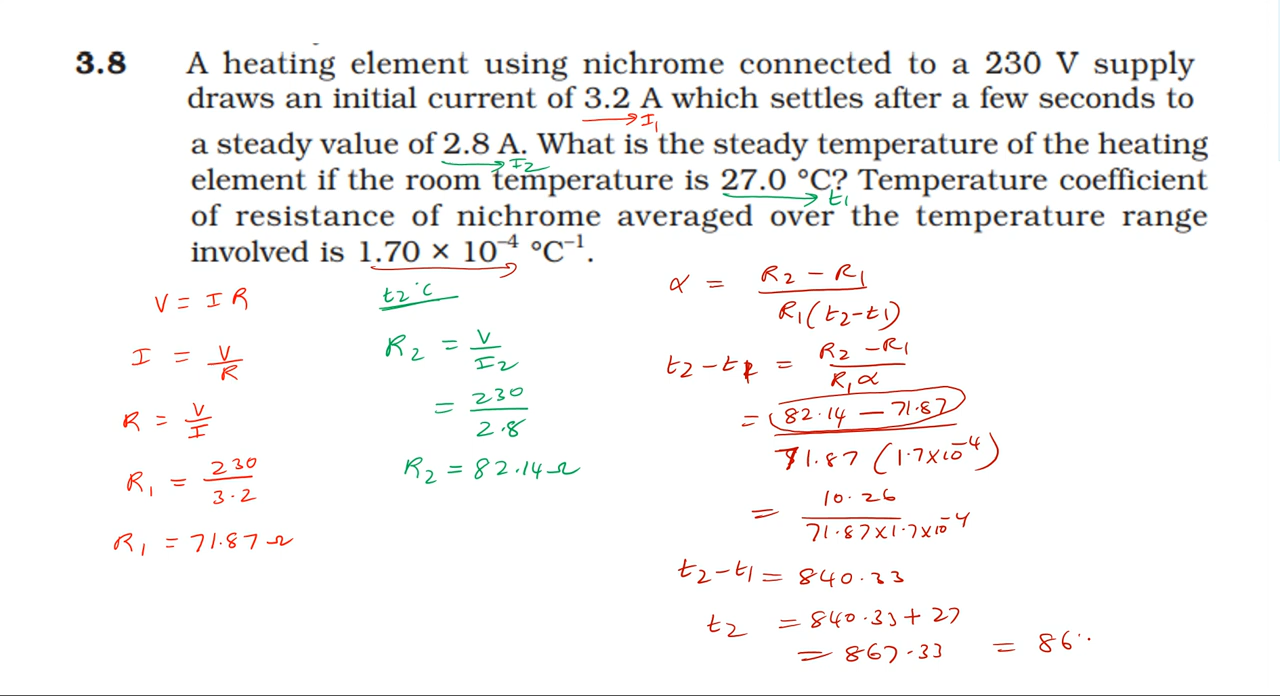 3.8 A heating element using nichrome connected to a 230 V supply
draws an initial current of 3.2 A which settles after a few seconds to
I₁
a steady value of 2.8 A. What is the steady temperature of the heating
I₂
element if the room temperature is 27.0 °C? Temperature coefficient
t₁
of resistance of nichrome averaged over the temperature range
involved is 1.70 × 10⁻⁴ °C⁻¹.
V = I R
I = V/R
R = V/I
R₁ = 230/3.2
R₁ = 71.87 Ω
t₂°C
R₂ = V/I₂
= 230/2.8
R₂ = 82.14 Ω
α = R₂ - R₁ / R₁(t₂-t₁)
t₂-t₁ = R₂ - R₁ / R₁α
= 82.14 - 71.87 / 71.87 (1.7×10⁻⁴)
= 10.26 / 71.87×1.7×10⁻⁴
t₂-t₁ = 840.33
t₂ = 840.33 + 27
= 867.33 = 86